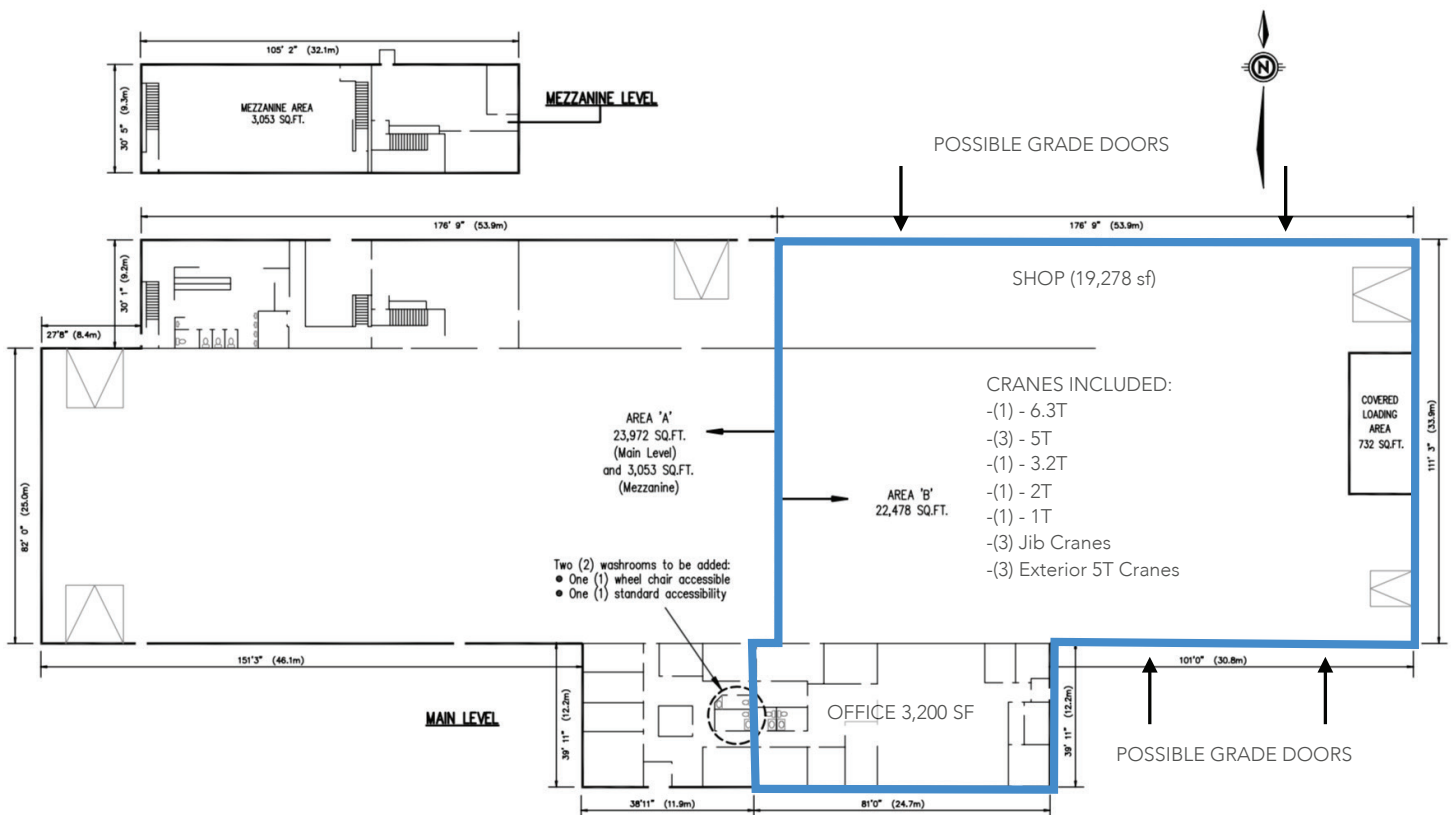 105' 2" (32.1m)
30' 5" (9.3m)
MEZZANINE AREA
3,053 SQ.FT.
MEZZANINE LEVEL
N
POSSIBLE GRADE DOORS
176' 9" (53.9m)
176' 9" (53.9m)
30' 1" (9.2m)
27'8" (8.4m)
SHOP (19,278 sf)
CRANES INCLUDED:
-(1) - 6.3T
-(3) - 5T
-(1) - 3.2T
-(1) - 2T
-(1) - 1T
-(3) Jib Cranes
-(3) Exterior 5T Cranes
COVERED
LOADING
AREA
732 SQ.FT.
111' 3" (33.9m)
AREA 'A'
23,972 SQ.FT.
(Main Level)
and 3,053 SQ.FT.
(Mezzanine)
AREA 'B'
22,478 SQ.FT.
82' 0" (25.0m)
Two (2) washrooms to be added:
● One (1) wheel chair accessible
● One (1) standard accessibility
151'3" (46.1m)
101'0" (30.8m)
MAIN LEVEL
39' 11" (12.2m)
OFFICE 3,200 SF
39' 11" (12.2m)
POSSIBLE GRADE DOORS
38'11" (11.9m)
81'0" (24.7m)